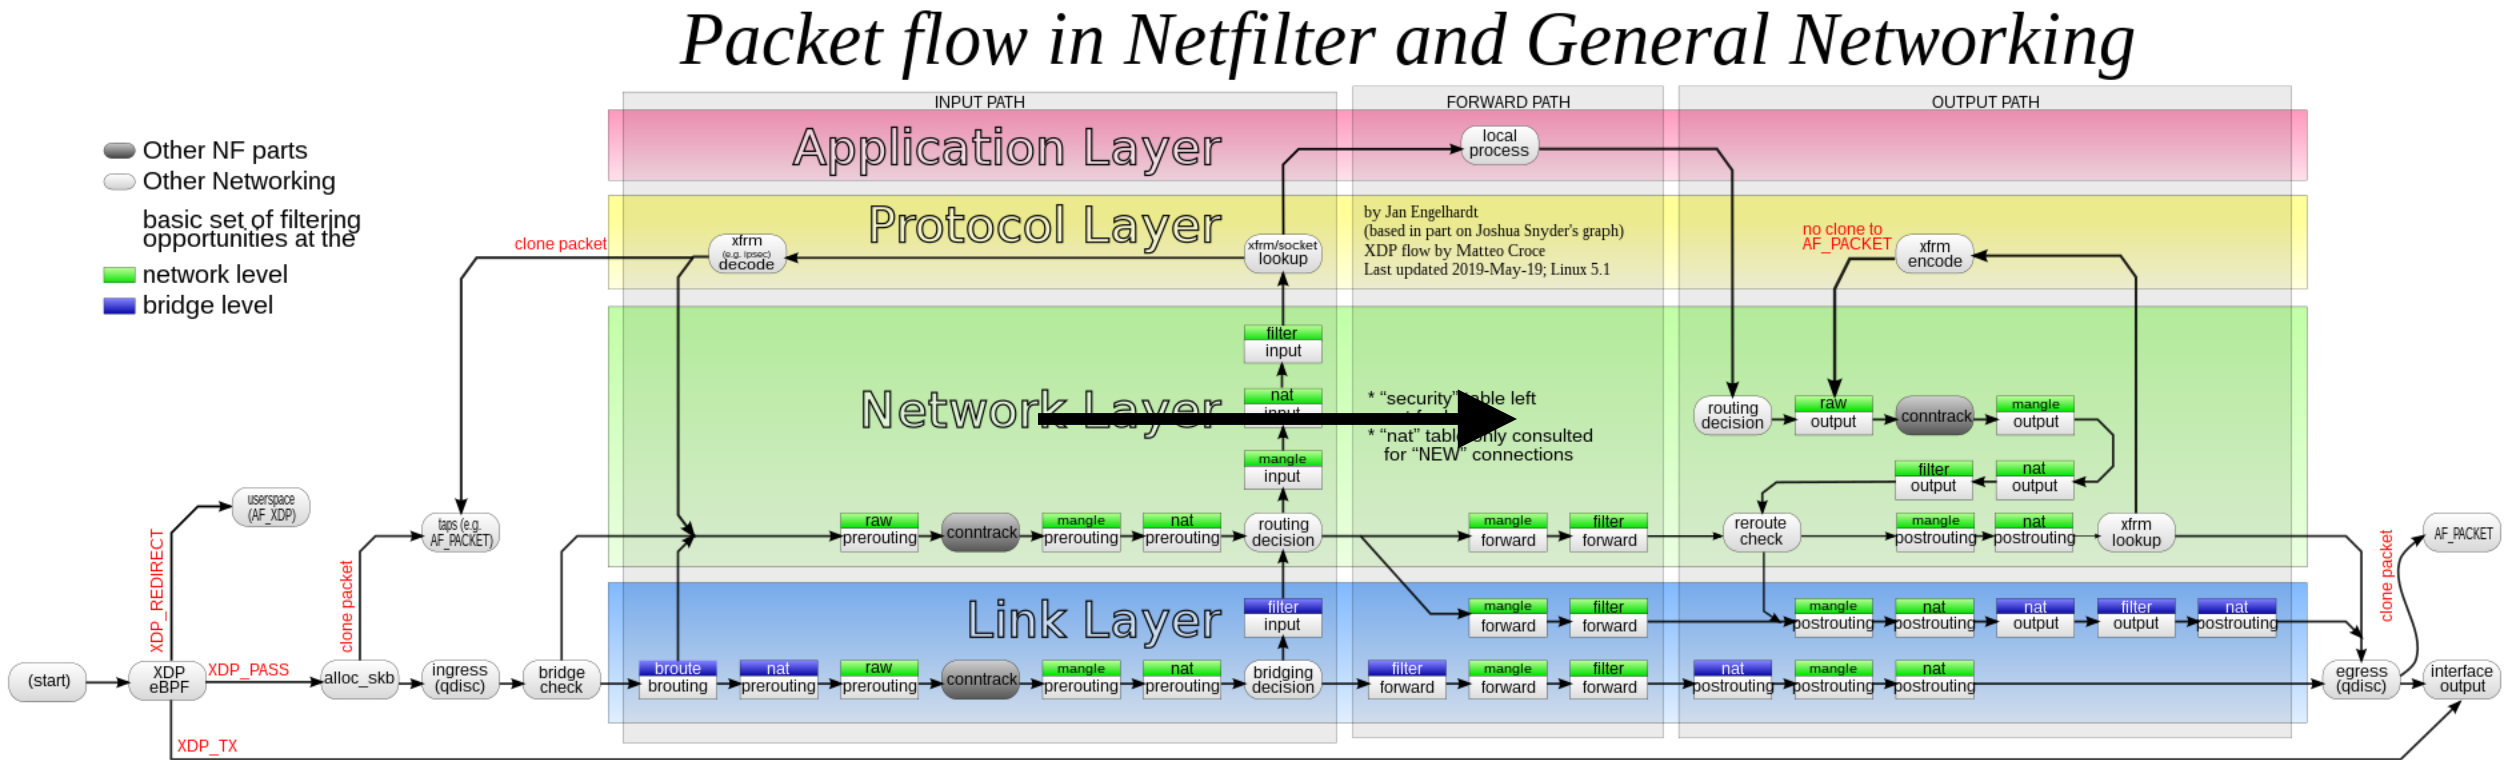 Packet flow in Netfilter and General Networking
INPUT PATH
FORWARD PATH
OUTPUT PATH
Other NF parts
Other Networking
basic set of filtering
opportunities at the
network level
bridge level
Application Layer
local
process
Protocol Layer
by Jan Engelhardt
(based in part on Joshua Snyder's graph)
XDP flow by Matteo Croce
Last updated 2019-May-19; Linux 5.1
clone packet
xfrm
(e.g. ipsec)
decode
xfrm/socket
lookup
no clone to
AF_PACKET
xfrm
encode
Network Layer
filter
input
nat
mangle
input
* “security” left
* “nat” only consulted
for “NEW” connections
routing
decision
raw
output
conntrack
mangle
output
filter
output
nat
output
userspace
(AF_XDP)
taps (e.g.
AF_PACKET)
raw
prerouting
conntrack
mangle
prerouting
nat
prerouting
routing
decision
mangle
forward
filter
forward
reroute
check
mangle
postrouting
nat
postrouting
xfrm
lookup
AF_PACKET
XDP_REDIRECT
clone packet
clone packet
Link Layer
filter
input
mangle
forward
filter
forward
mangle
postrouting
nat
postrouting
nat
output
filter
output
nat
postrouting
(start)
XDP
eBPF
XDP_PASS
alloc_skb
ingress
(qdisc)
bridge
check
broute
brouting
nat
prerouting
raw
prerouting
conntrack
mangle
prerouting
nat
prerouting
bridging
decision
filter
forward
mangle
forward
filter
forward
nat
postrouting
mangle
postrouting
nat
postrouting
egress
(qdisc)
interface
output
XDP_TX